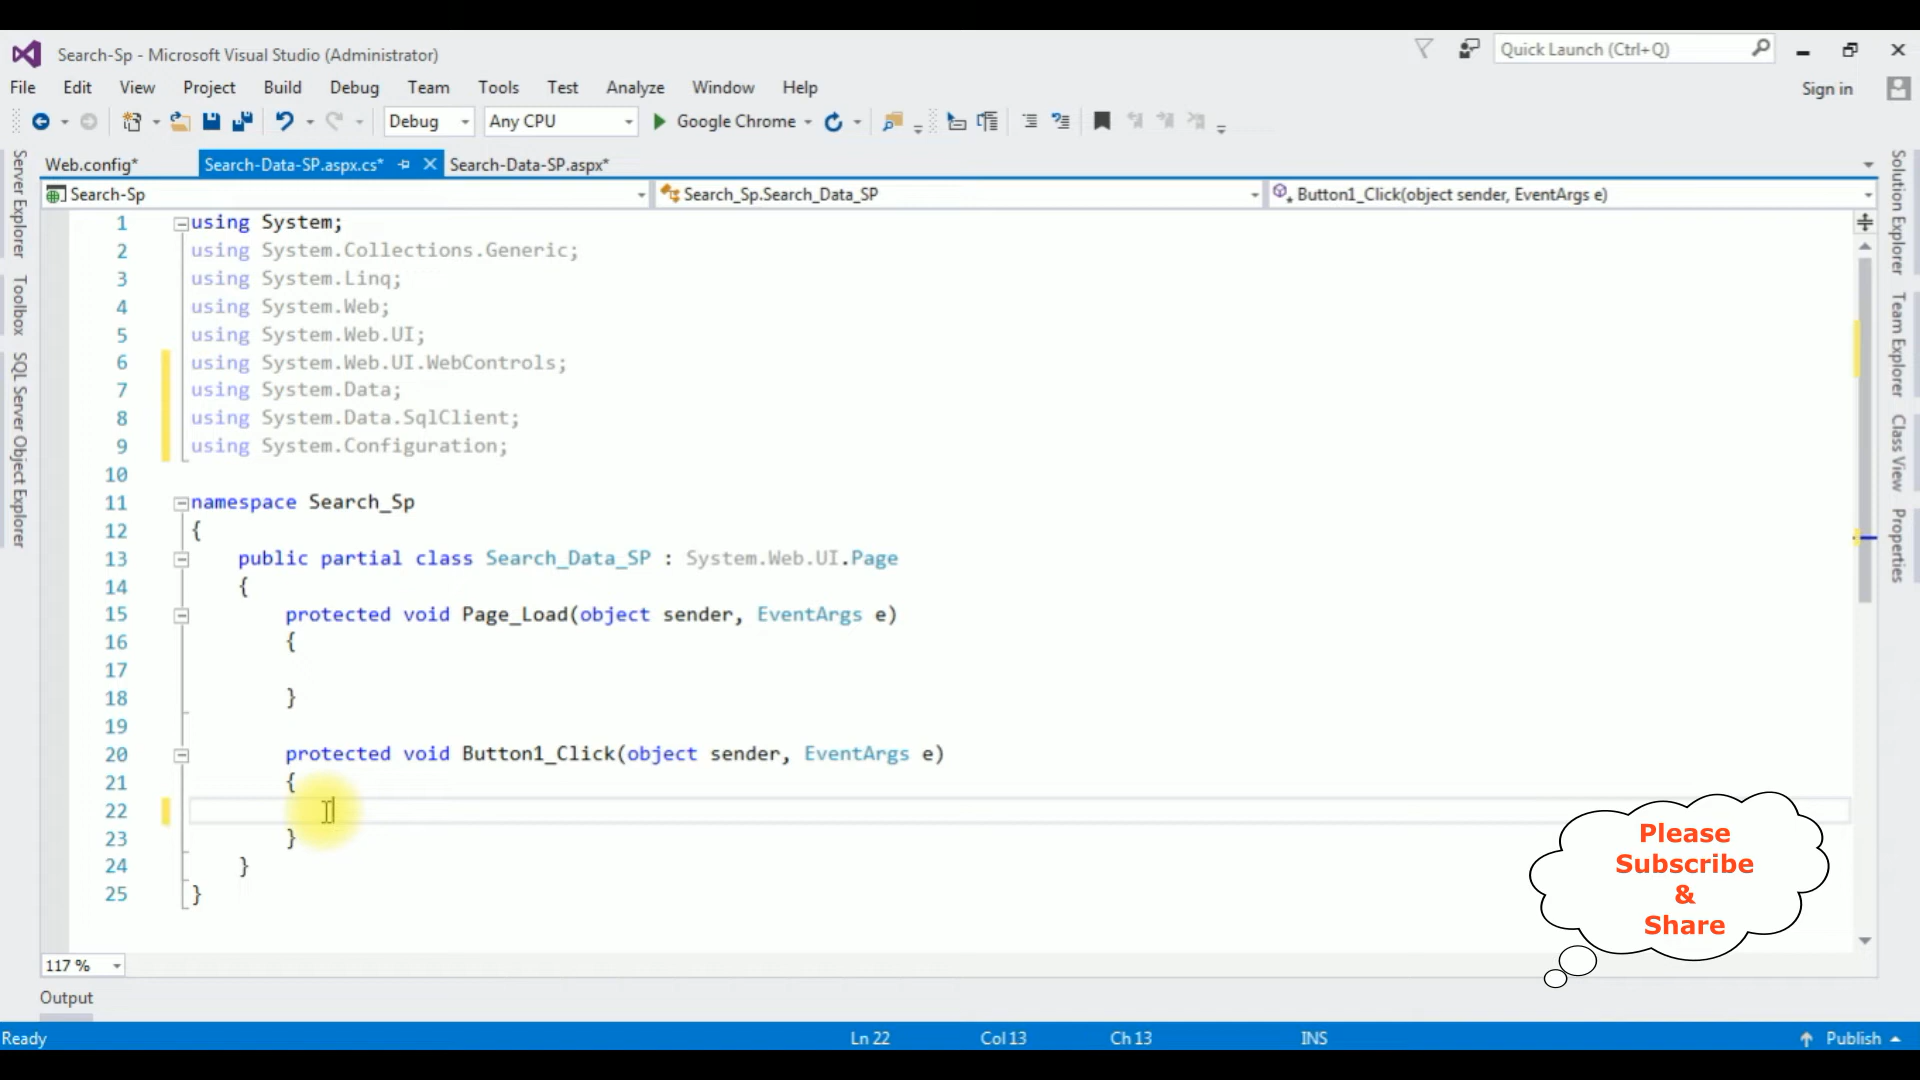 Search-Sp - Microsoft Visual Studio (Administrator)
Quick Launch (Ctrl+Q)
File Edit View Project Build Debug Team Tools Test Analyze Window Help
Sign in
Debug Any CPU Google Chrome
Web.config* Search-Data-SP.aspx.cs* Search-Data-SP.aspx*
Search-Sp Search_Sp.Search_Data_SP Button1_Click(object sender, EventArgs e)
Server Explorer
Toolbox
SQL Server Object Explorer
1 using System;
2 using System.Collections.Generic;
3 using System.Linq;
4 using System.Web;
5 using System.Web.UI;
6 using System.Web.UI.WebControls;
7 using System.Data;
8 using System.Data.SqlClient;
9 using System.Configuration;
10
11 namespace Search_Sp
12 {
13 public partial class Search_Data_SP : System.Web.UI.Page
14 {
15 protected void Page_Load(object sender, EventArgs e)
16 {
17
18 }
19
20 protected void Button1_Click(object sender, EventArgs e)
21 {
22
23 }
24 }
25 }
Solution Explorer
Team Explorer
Class View
Properties
Please
Subscribe
&
Share
117 %
Output
Ready Ln 22 Col 13 Ch 13 INS Publish